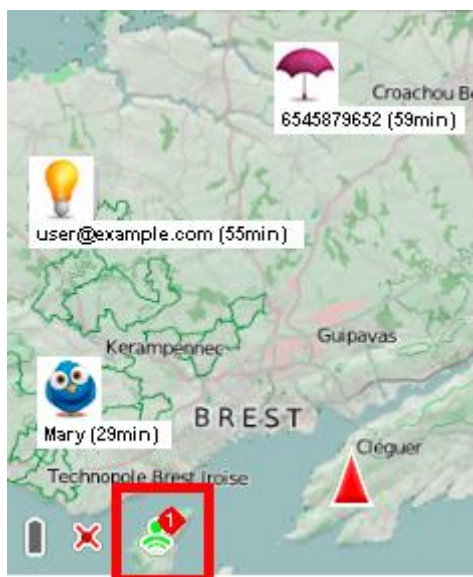 Croachou Be
6545879652 (59min)
user@example.com (55min)
Guipavas
Kerampennec
BREST
Mary (29min)
Cléguer
Technopole Brest Iroise
1